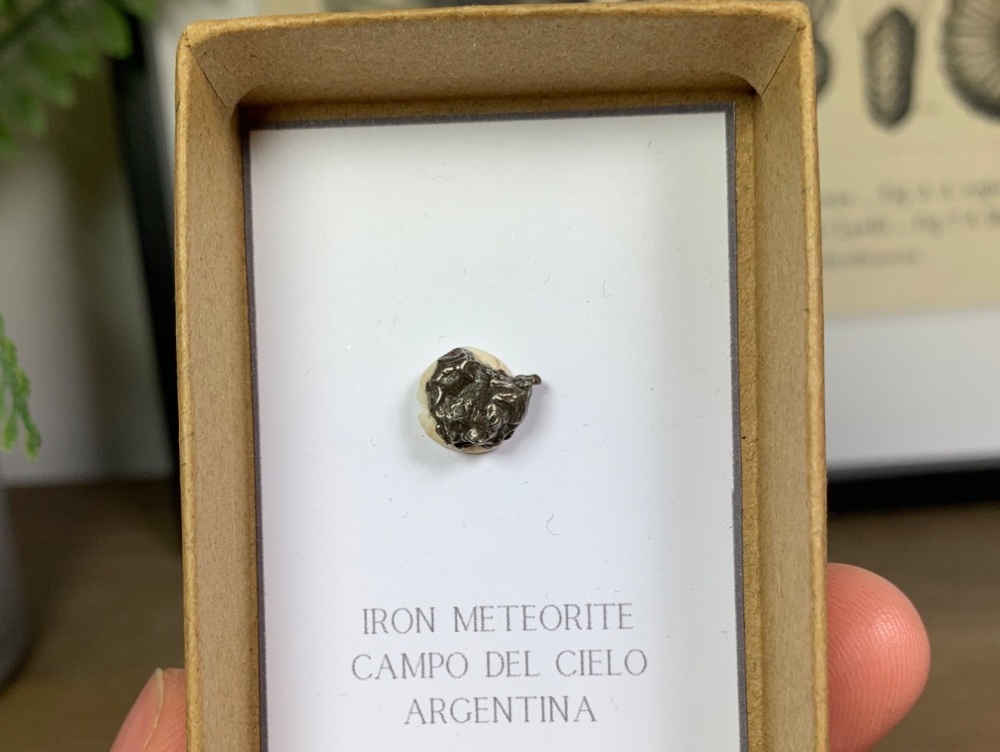 IRON METEORITE
CAMPO DEL CIELO
ARGENTINA